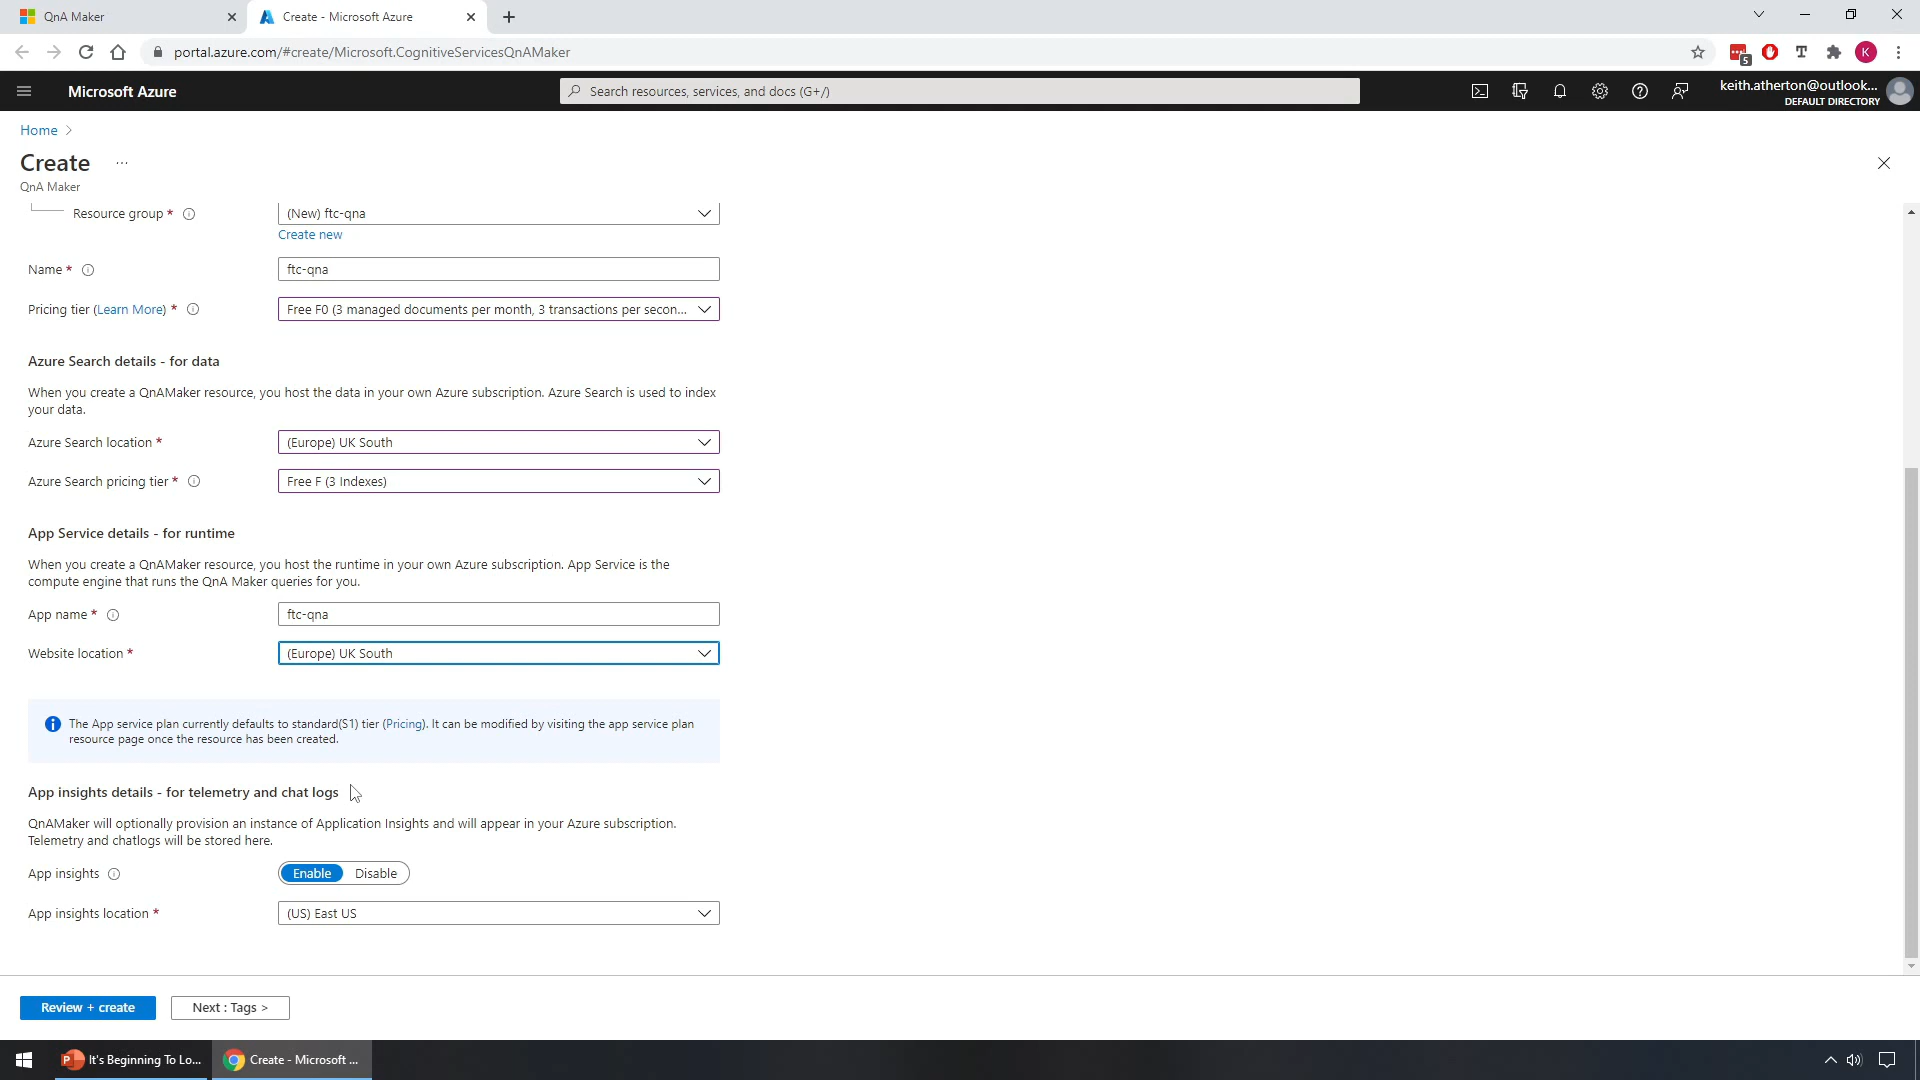 QnA Maker
Create - Microsoft Azure
portal.azure.com/#create/Microsoft.CognitiveServicesQnAMaker
5
T
K
Microsoft Azure
Search resources, services, and docs (G+/)
keith.atherton@outlook...
DEFAULT DIRECTORY
Home >
Create ...
QnA Maker
Resource group *
(New) ftc-qna
Create new
Name *
ftc-qna
Pricing tier (Learn More) *
Free F0 (3 managed documents per month, 3 transactions per secon...
Azure Search details - for data
When you create a QnAMaker resource, you host the data in your own Azure subscription. Azure Search is used to index
your data.
Azure Search location *
(Europe) UK South
Azure Search pricing tier *
Free F (3 Indexes)
App Service details - for runtime
When you create a QnAMaker resource, you host the runtime in your own Azure subscription. App Service is the
compute engine that runs the QnA Maker queries for you.
App name *
ftc-qna
Website location *
(Europe) UK South
The App service plan currently defaults to standard(S1) tier (Pricing). It can be modified by visiting the app service plan
resource page once the resource has been created.
App insights details - for telemetry and chat logs
QnAMaker will optionally provision an instance of Application Insights and will appear in your Azure subscription.
Telemetry and chatlogs will be stored here.
App insights
Enable Disable
App insights location *
(US) East US
Review + create
Next : Tags >
It's Beginning To Lo...
Create - Microsoft ...